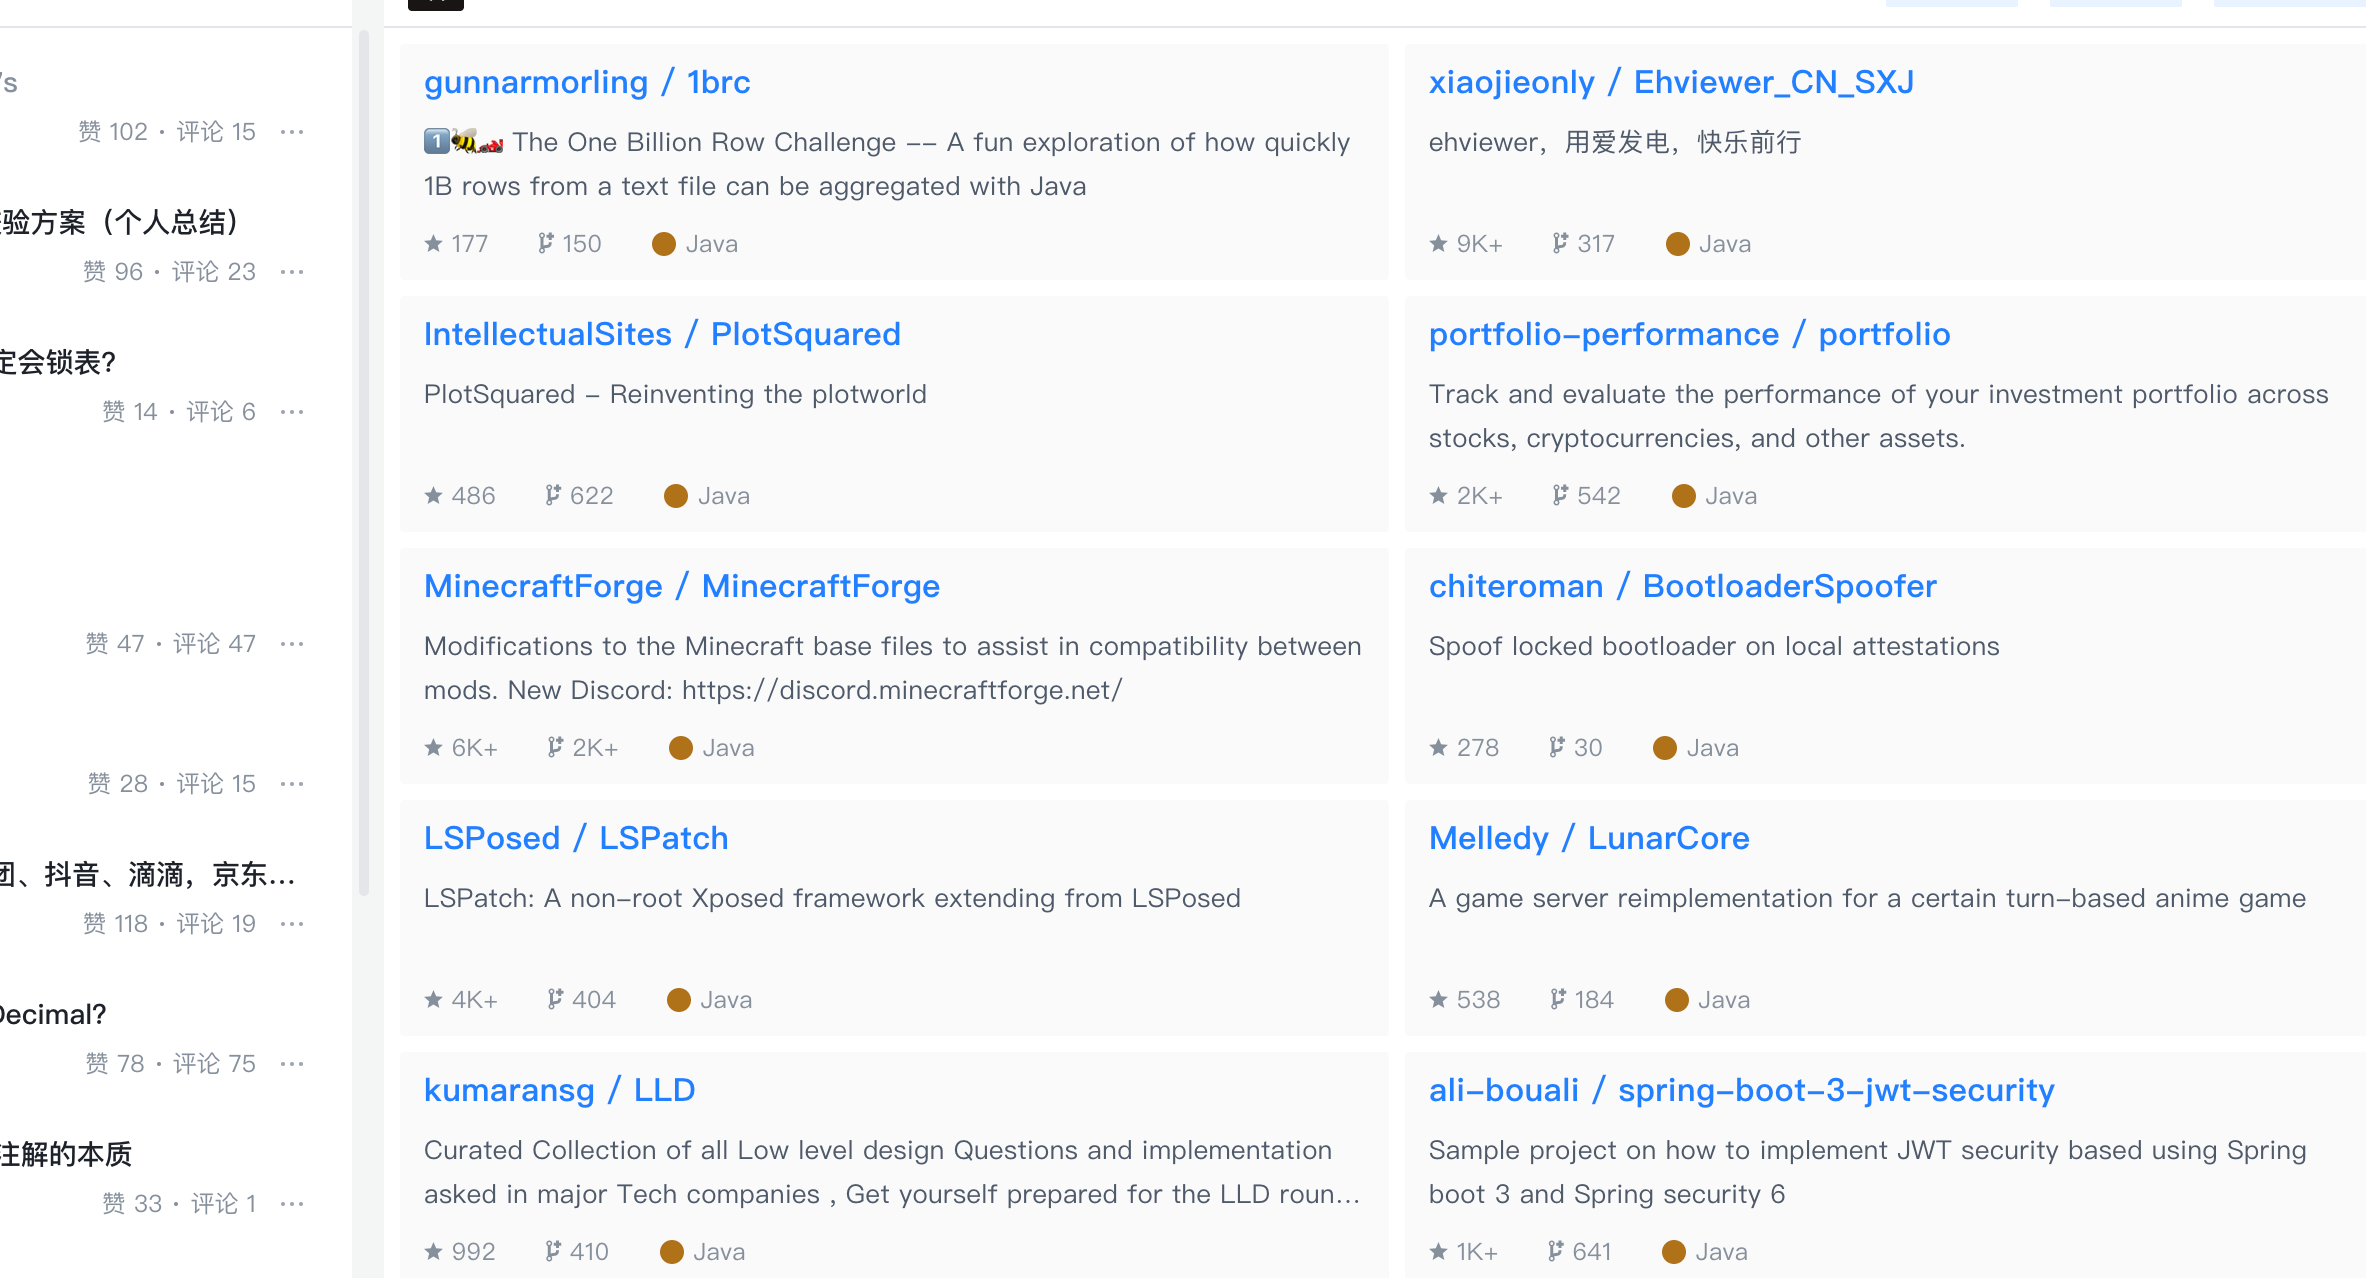 's
赞 102 · 评论 15 ···
验方案（个人总结）
赞 96 · 评论 23 ···
定会锁表?
赞 14 · 评论 6 ···
赞 47 · 评论 47 ···
赞 28 · 评论 15 ···
团、抖音、滴滴，京东...
赞 118 · 评论 19 ···
Decimal?
赞 78 · 评论 75 ···
注解的本质
赞 33 · 评论 1 ···
gunnarmorling / 1brc
1️⃣🐝🏎️ The One Billion Row Challenge -- A fun exploration of how quickly
1B rows from a text file can be aggregated with Java
177 150 Java
xiaojieonly / Ehviewer_CN_SXJ
ehviewer，用爱发电，快乐前行
9K+ 317 Java
IntellectualSites / PlotSquared
PlotSquared - Reinventing the plotworld
486 622 Java
portfolio-performance / portfolio
Track and evaluate the performance of your investment portfolio across
stocks, cryptocurrencies, and other assets.
2K+ 542 Java
MinecraftForge / MinecraftForge
Modifications to the Minecraft base files to assist in compatibility between
mods. New Discord: https://discord.minecraftforge.net/
6K+ 2K+ Java
chiteroman / BootloaderSpoofer
Spoof locked bootloader on local attestations
278 30 Java
LSPosed / LSPatch
LSPatch: A non-root Xposed framework extending from LSPosed
4K+ 404 Java
Melledy / LunarCore
A game server reimplementation for a certain turn-based anime game
538 184 Java
kumaransg / LLD
Curated Collection of all Low level design Questions and implementation
asked in major Tech companies , Get yourself prepared for the LLD roun...
992 410 Java
ali-bouali / spring-boot-3-jwt-security
Sample project on how to implement JWT security based using Spring
boot 3 and Spring security 6
1K+ 641 Java